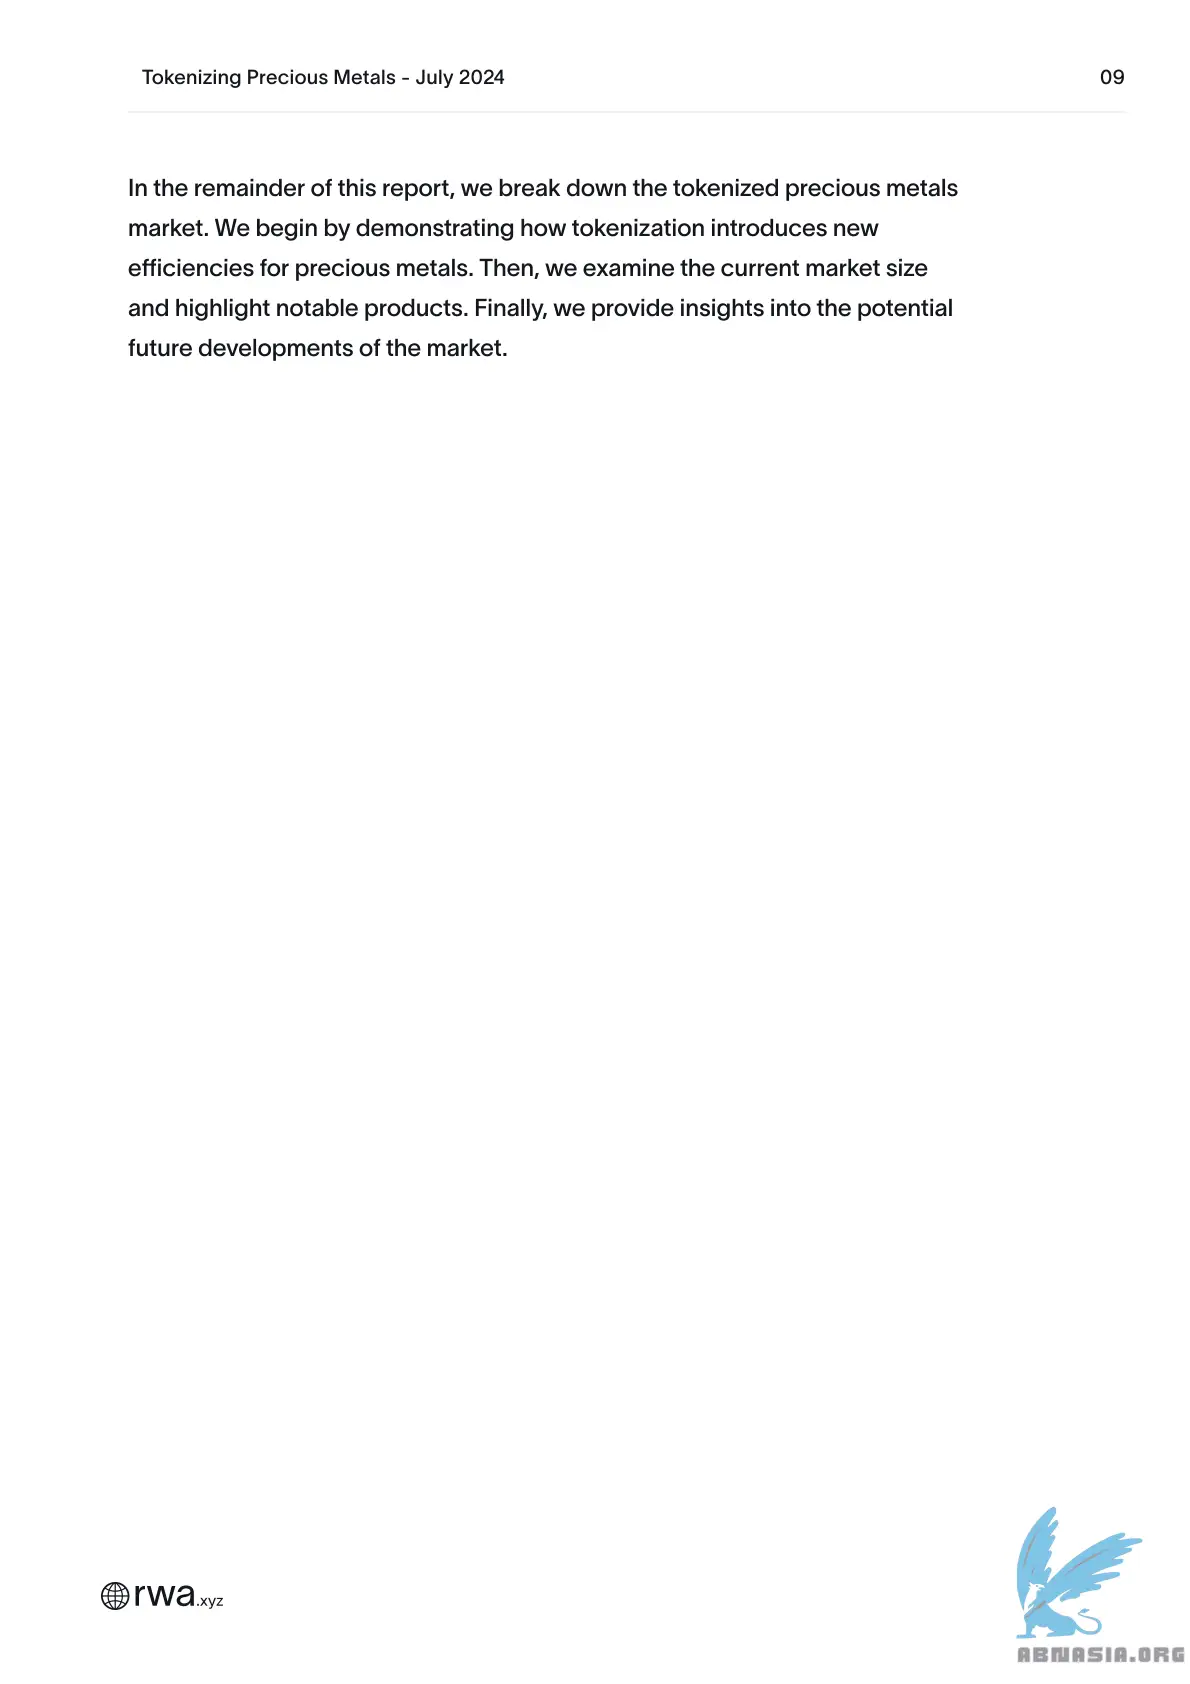 Tokenizing Precious Metals - July 2024 09
In the remainder of this report, we break down the tokenized precious metals
market. We begin by demonstrating how tokenization introduces new
efficiencies for precious metals. Then, we examine the current market size
and highlight notable products. Finally, we provide insights into the potential
future developments of the market.
rwa.xyz
ABNASIA.ORG